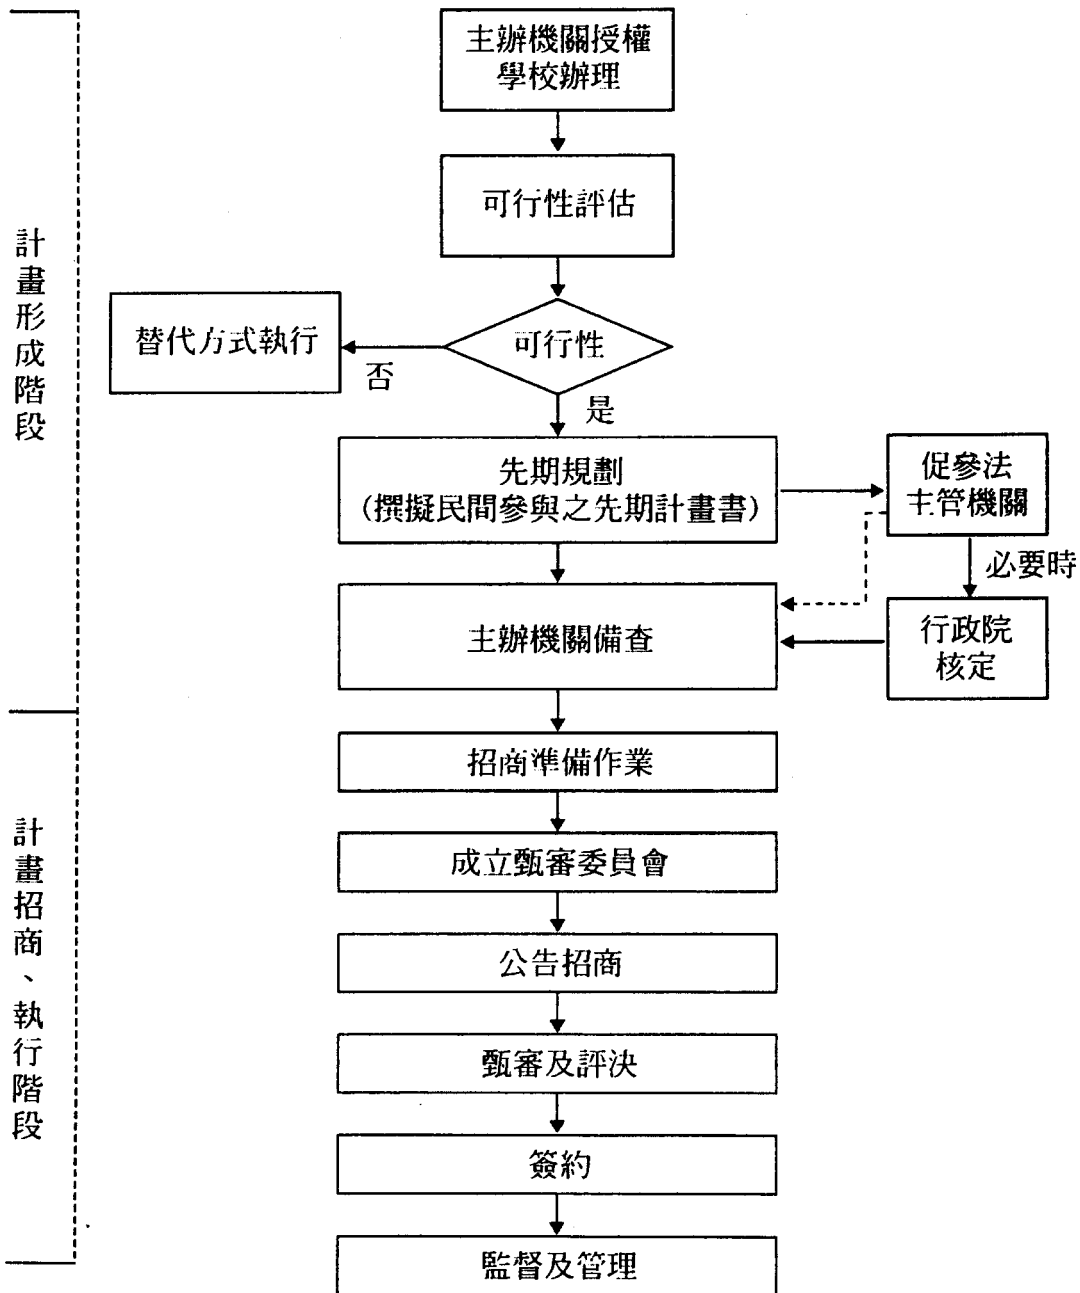 主辦機關授權
學校辦理
可行性評估
可行性
否
替代方式執行
是
先期規劃
(撰擬民間參與之先期計畫書)
促參法
主管機關
必要時
行政院
核定
主辦機關備查
招商準備作業
成立甄審委員會
公告招商
甄審及評決
簽約
監督及管理
計畫形成階段
計畫招商、執行階段